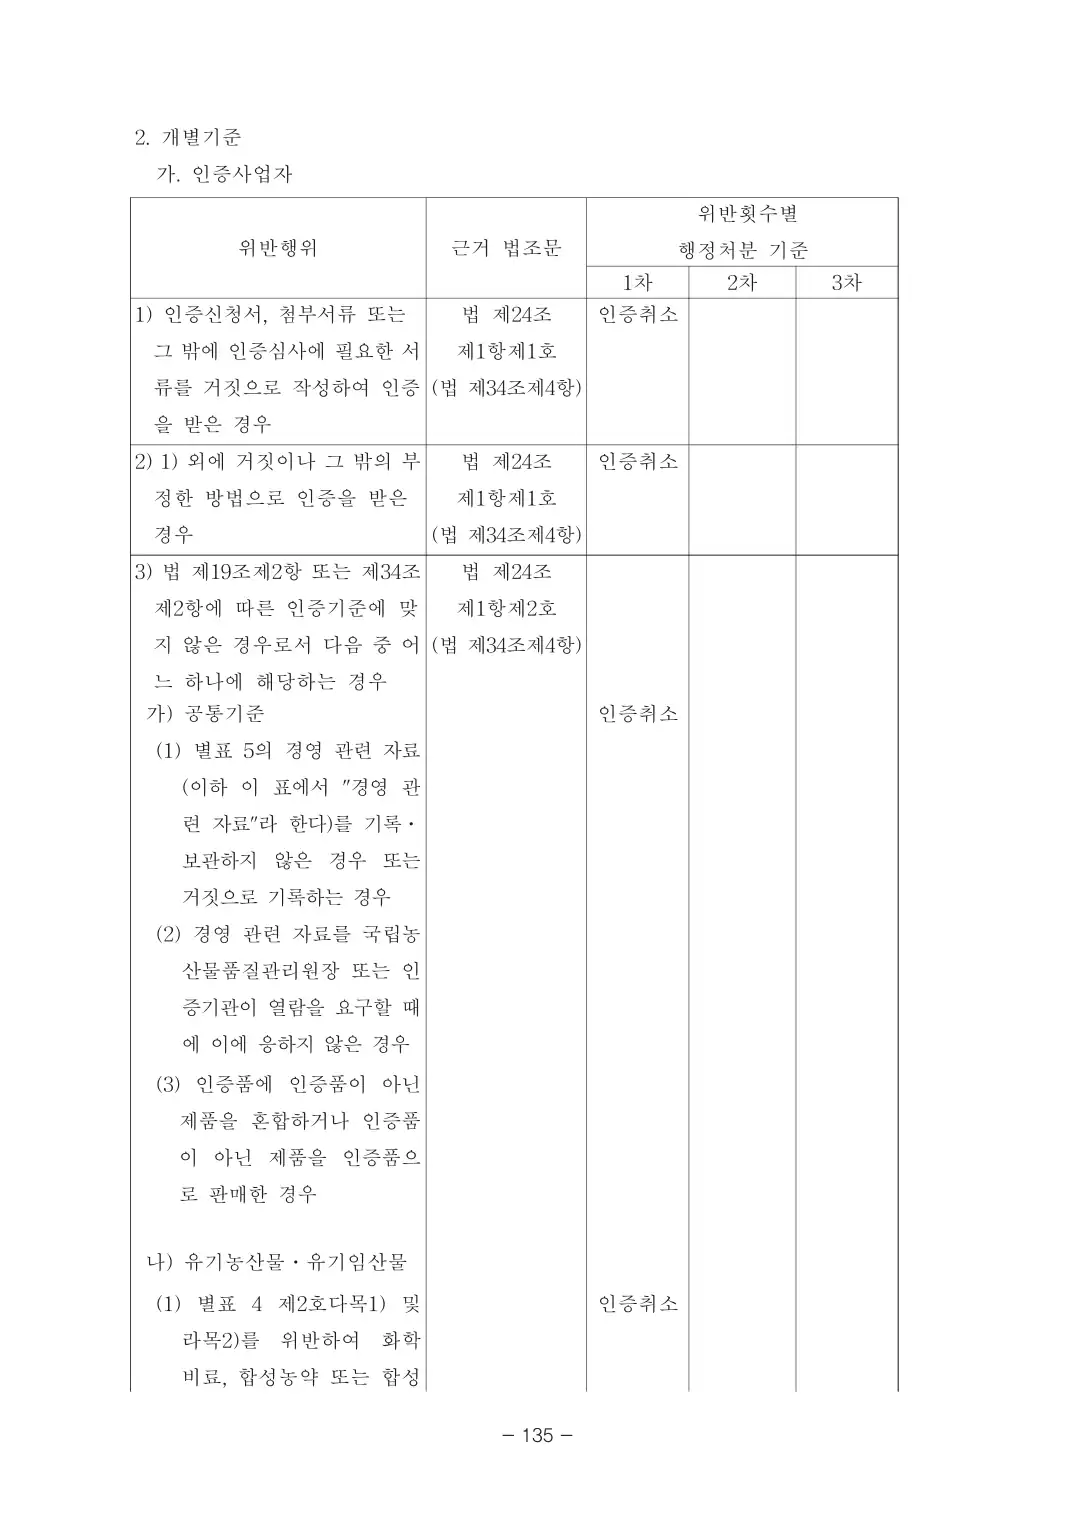 2. 개별기준
가. 인증사업자
위반행위
근거 법조문
위반횟수별
행정처분 기준
1차
2차
3차
1) 인증신청서, 첨부서류 또는
그 밖에 인증심사에 필요한 서
류를 거짓으로 작성하여 인증
을 받은 경우
법 제24조
제1항제1호
(법 제34조제4항)
인증취소
2) 1) 외에 거짓이나 그 밖의 부
정한 방법으로 인증을 받은
경우
법 제24조
제1항제1호
(법 제34조제4항)
인증취소
3) 법 제19조제2항 또는 제34조
제2항에 따른 인증기준에 맞
지 않은 경우로서 다음 중 어
느 하나에 해당하는 경우
법 제24조
제1항제2호
(법 제34조제4항)
가) 공통기준
인증취소
(1) 별표 5의 경영 관련 자료
(이하 이 표에서 "경영 관
련 자료"라 한다)를 기록·
보관하지 않은 경우 또는
거짓으로 기록하는 경우
(2) 경영 관련 자료를 국립농
산물품질관리원장 또는 인
증기관이 열람을 요구할 때
에 이에 응하지 않은 경우
(3) 인증품에 인증품이 아닌
제품을 혼합하거나 인증품
이 아닌 제품을 인증품으
로 판매한 경우
나) 유기농산물·유기임산물
(1) 별표 4 제2호다목1) 및
라목2)를 위반하여 화학
비료, 합성농약 또는 합성
인증취소
- 135 -